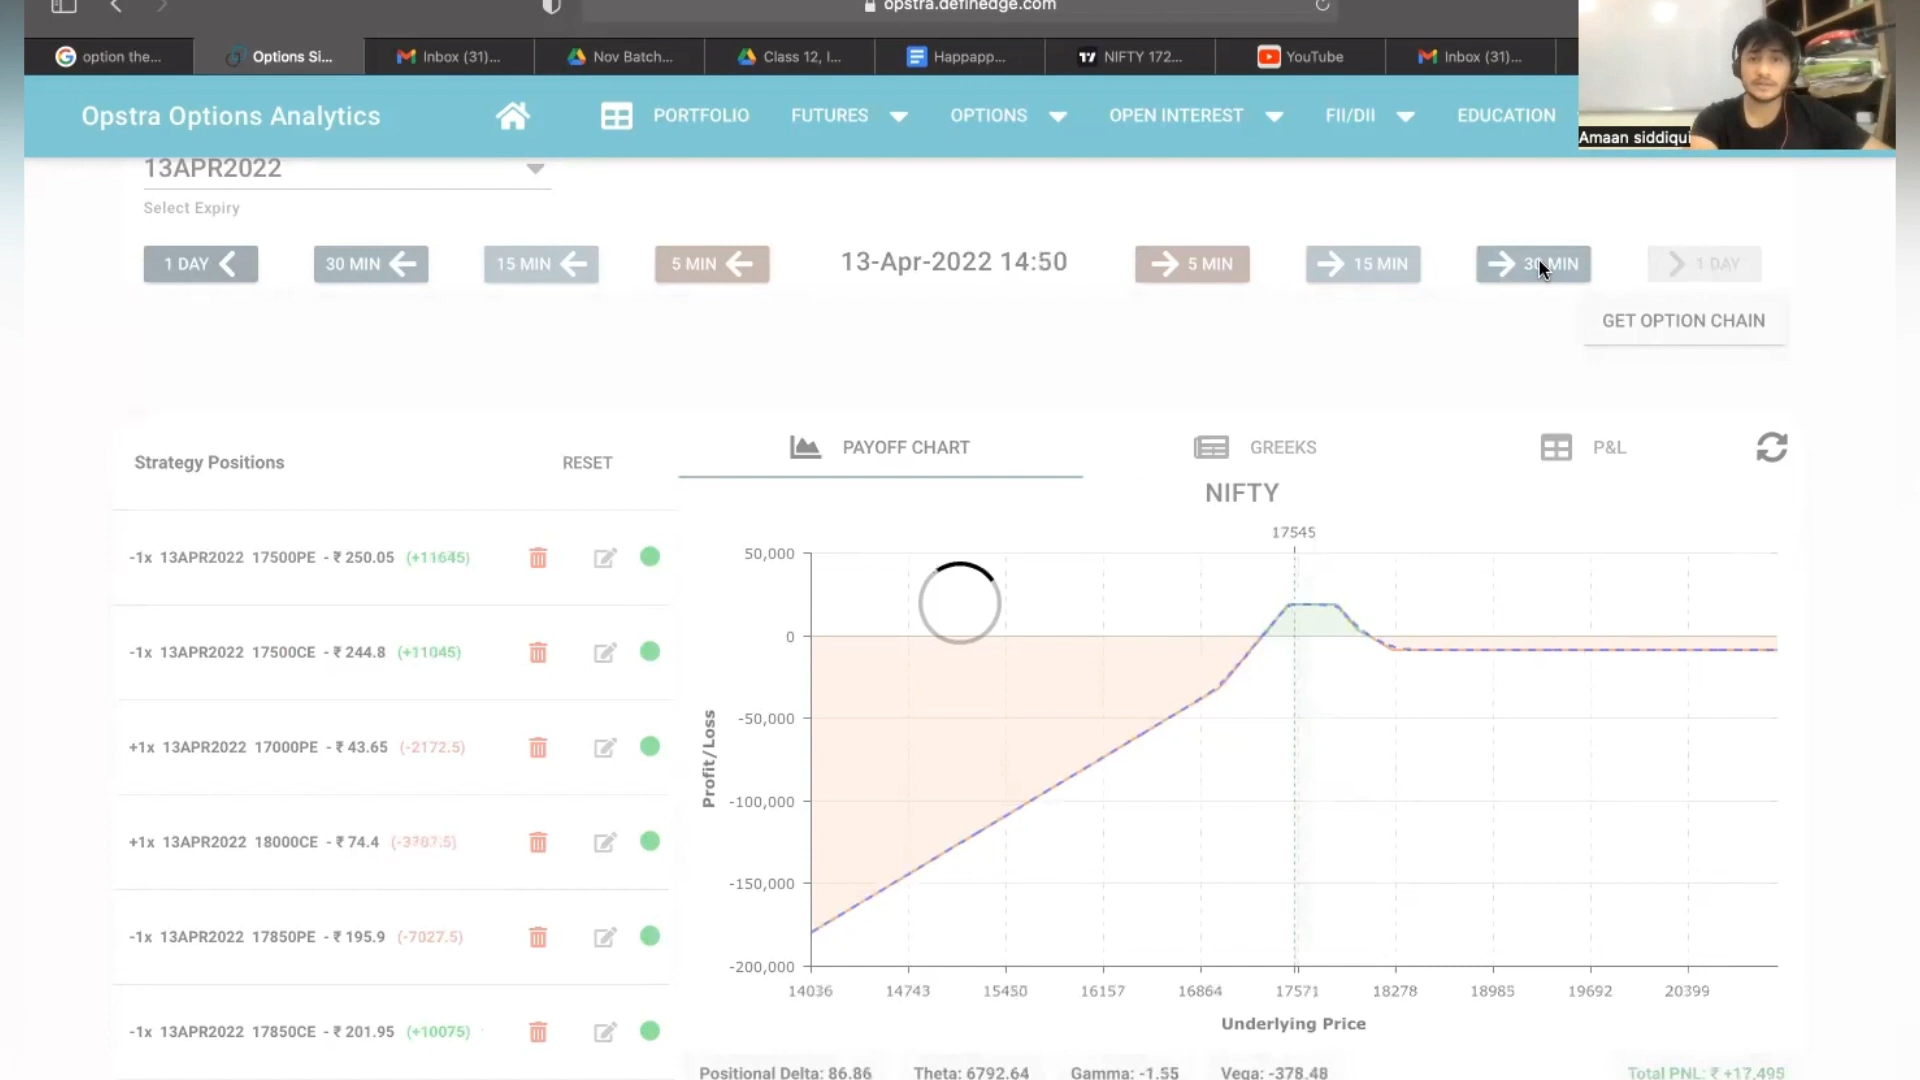 opstra.definedge.com
option the...
Options Si...
Inbox (31)...
Nov Batch...
Class 12, I...
Happapp...
NIFTY 172...
YouTube
Inbox (31)...
Opstra Options Analytics
PORTFOLIO
FUTURES
OPTIONS
OPEN INTEREST
FII/DII
EDUCATION
Amaan siddiqui
13APR2022
Select Expiry
1 DAY
30 MIN
15 MIN
5 MIN
13-Apr-2022 14:50
5 MIN
15 MIN
30 MIN
1 DAY
GET OPTION CHAIN
Strategy Positions
RESET
PAYOFF CHART
GREEKS
P&L
NIFTY
17545
-1x 13APR2022 17500PE - ₹ 250.05 (+11645)
-1x 13APR2022 17500CE - ₹ 244.8 (+11045)
+1x 13APR2022 17000PE - ₹ 43.65 (-2172.5)
+1x 13APR2022 18000CE - ₹ 74.4 (-3707.5)
-1x 13APR2022 17850PE - ₹ 195.9 (-7027.5)
-1x 13APR2022 17850CE - ₹ 201.95 (+10075)
50,000
0
-50,000
-100,000
-150,000
-200,000
Profit/Loss
14036
14743
15450
16157
16864
17571
18278
18985
19692
20399
Underlying Price
Positional Delta: 86.86
Theta: 6792.64
Gamma: -1.55
Vega: -378.48
Total PNL: ₹ +17,495